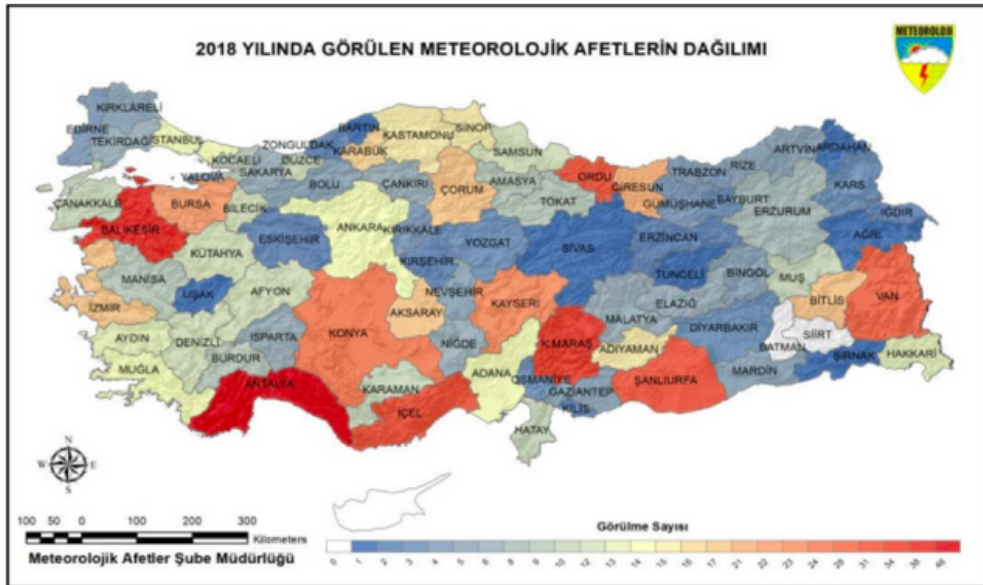 2018 YILINDA GÖRÜLEN METEOROLOJİK AFETLERİN DAĞILIMI
METEOROLOJİ
KIRKLARELİ
EDİRNE
TEKİRDAĞ
İSTANBUL
KOCAELİ
YALOVA
SAKARYA
DÜZCE
ZONGULDAK
BARTIN
KARABÜK
KASTAMONU
SİNOP
SAMSUN
ORDU
GİRESUN
TRABZON
RİZE
ARTVİN
ARDAHAN
ÇANAKKALE
BALIKESİR
BURSA
BİLECİK
BOLU
ÇANKIRI
ÇORUM
AMASYA
TOKAT
GÜMÜŞHANE
BAYBURT
ERZURUM
KARS
IĞDIR
KÜTAHYA
ESKİŞEHİR
ANKARA
KIRIKKALE
KIRŞEHİR
YOZGAT
SİVAS
ERZİNCAN
TUNCELİ
BİNGÖL
MUŞ
AĞRI
MANİSA
UŞAK
AFYON
NEVŞEHİR
KAYSERİ
MALATYA
ELAZIĞ
DİYARBAKIR
BİTLİS
VAN
İZMİR
AYDIN
DENİZLİ
ISPARTA
KONYA
AKSARAY
NİĞDE
K.MARAŞ
ADIYAMAN
BATMAN
SİİRT
ŞIRNAK
HAKKARİ
MUĞLA
BURDUR
ANTALYA
KARAMAN
İÇEL
ADANA
OSMANİYE
GAZİANTEP
KİLİS
ŞANLIURFA
MARDİN
HATAY
N
W E
S
100 50 0 100 200 300
Kilometers
Meteorolojik Afetler Şube Müdürlüğü
Görülme Sayısı
0 1 2 3 4 5 6 7 8 9 10 11 12 13 14 15 16 17 21 22 23 24 28 31 34 38 46